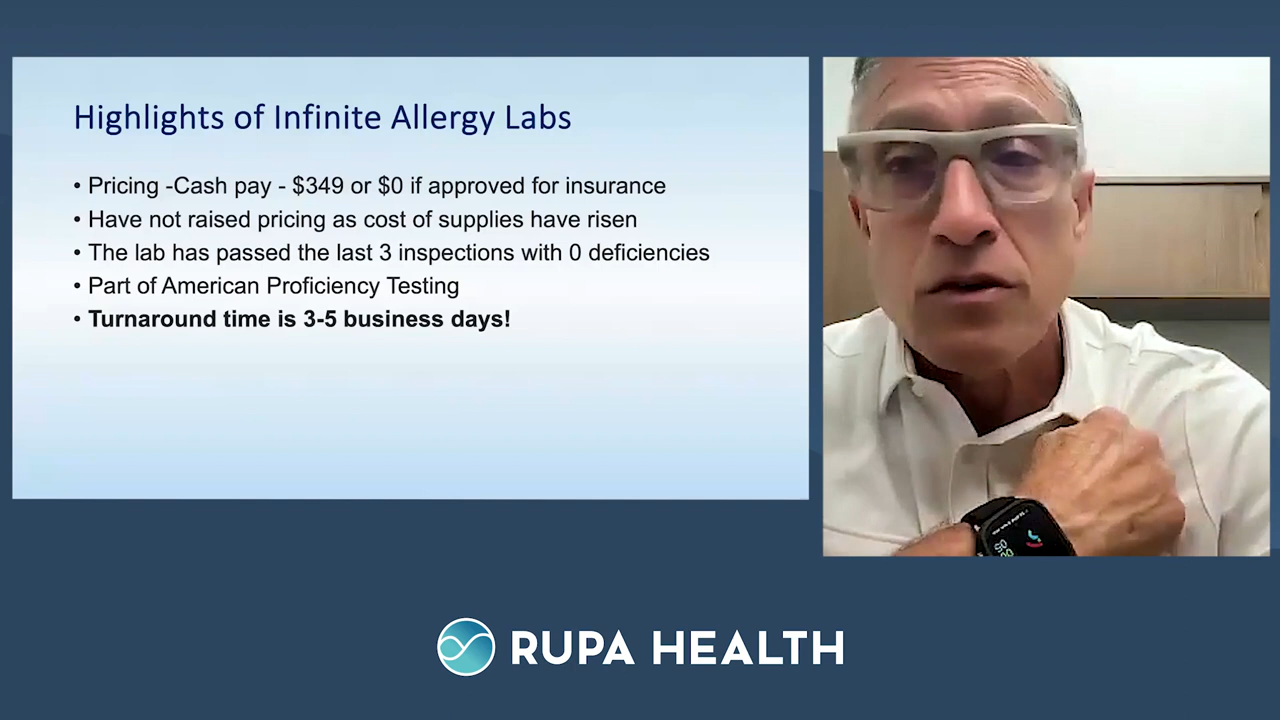 Highlights of Infinite Allergy Labs
• Pricing -Cash pay - $349 or $0 if approved for insurance
• Have not raised pricing as cost of supplies have risen
• The lab has passed the last 3 inspections with 0 deficiencies
• Part of American Proficiency Testing
• Turnaround time is 3-5 business days!
RUPA HEALTH